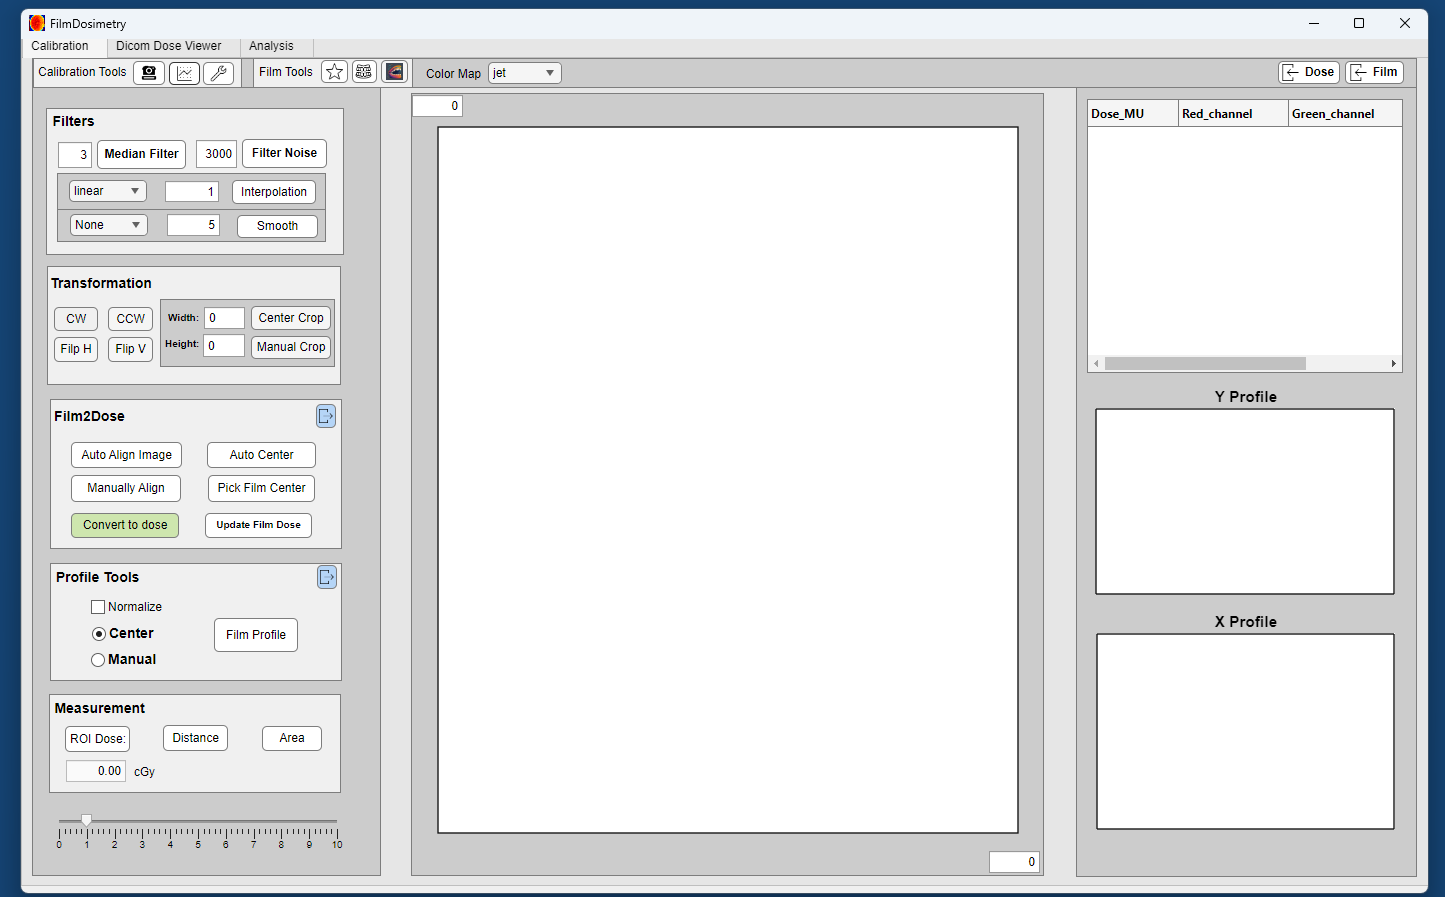 FilmDosimetry
Calibration Dicom Dose Viewer Analysis
Calibration Tools Film Tools Color Map jet Dose Film
0
Filters
3 Median Filter 3000 Filter Noise
linear 1 Interpolation
None 5 Smooth
Transformation
CW CCW Width: 0 Center Crop
Filp H Flip V Height: 0 Manual Crop
Film2Dose
Auto Align Image Auto Center
Manually Align Pick Film Center
Convert to dose Update Film Dose
Profile Tools
Normalize
Center
Manual
Film Profile
Measurement
ROI Dose: Distance Area
0.00 cGy
0 1 2 3 4 5 6 7 8 9 10
0
Dose_MU Red_channel Green_channel
Y Profile
X Profile